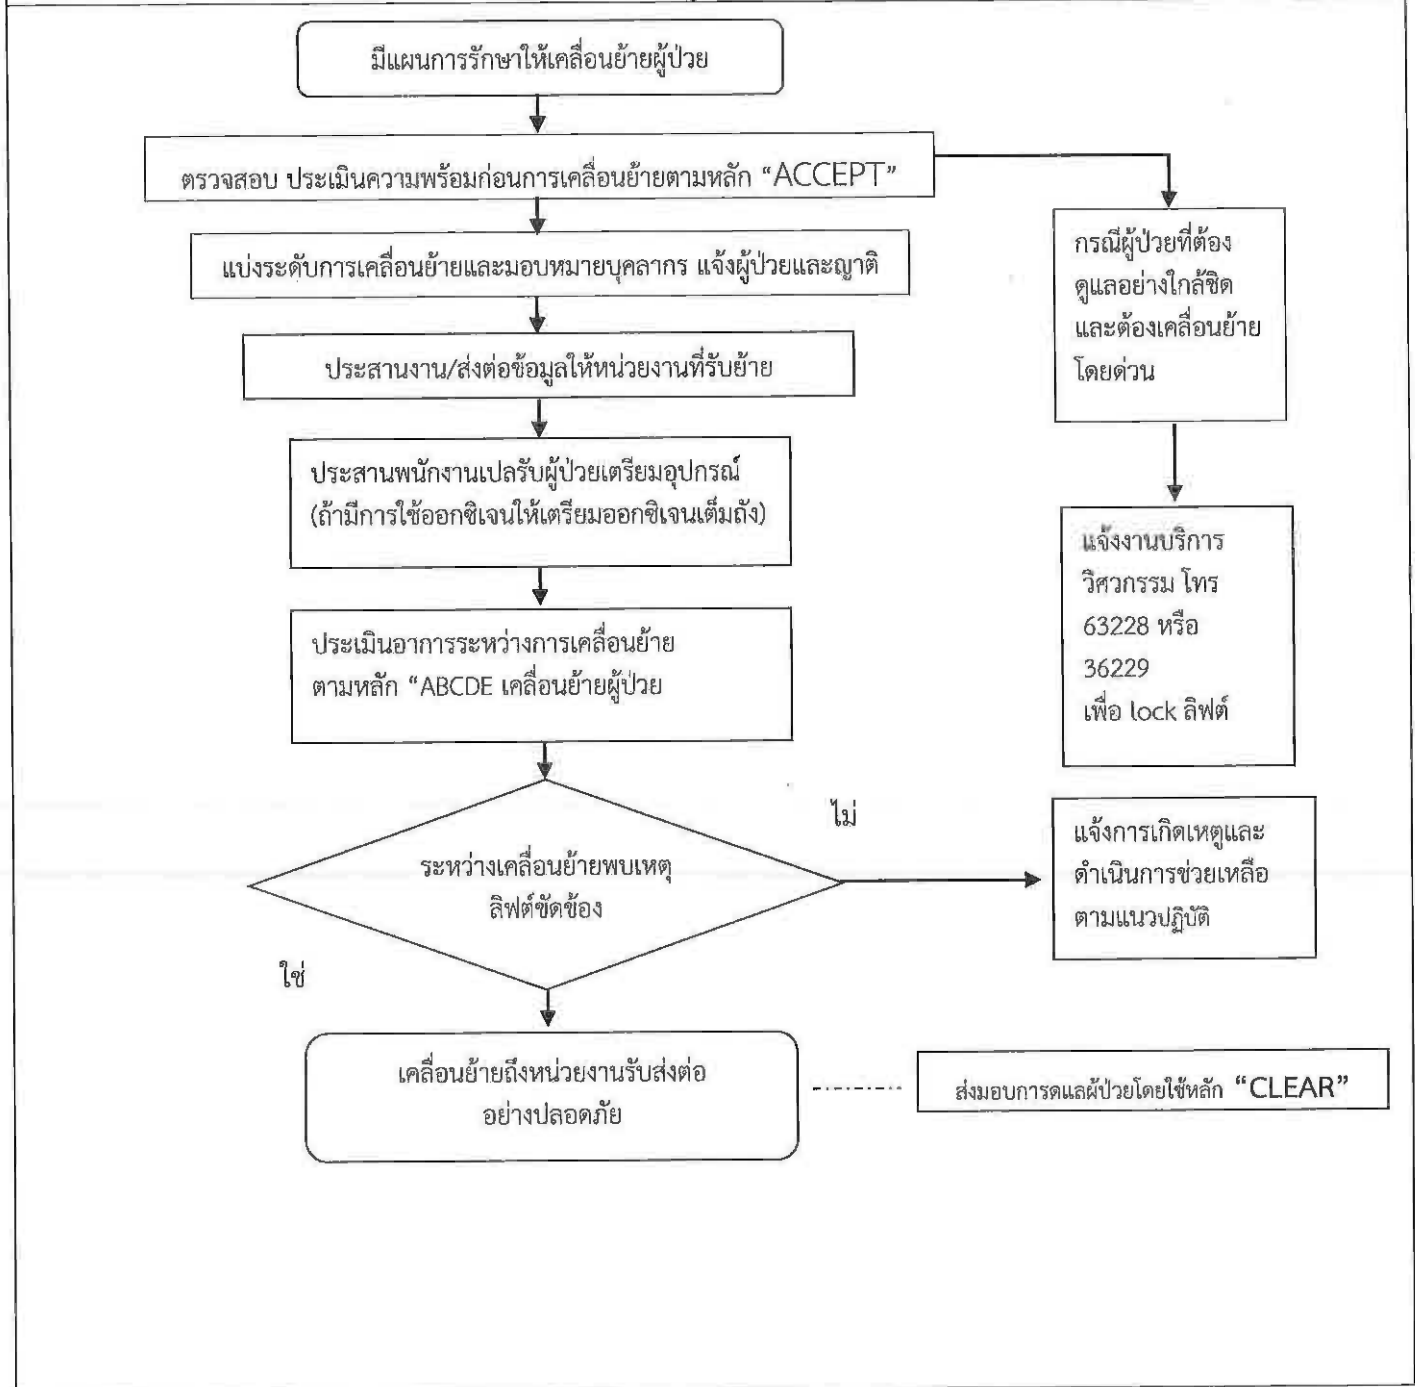 มีแผนการรักษาให้เคลื่อนย้ายผู้ป่วย
ตรวจสอบ ประเมินความพร้อมก่อนการเคลื่อนย้ายตามหลัก “ACCEPT”
แบ่งระดับการเคลื่อนย้ายและมอบหมายบุคลากร แจ้งผู้ป่วยและญาติ
ประสานงาน/ส่งต่อข้อมูลให้หน่วยงานที่รับย้าย
ประสานพนักงานเปลรับผู้ป่วยเตรียมอุปกรณ์
(ถ้ามีการใช้ออกซิเจนให้เตรียมออกซิเจนเต็มถัง)
ประเมินอาการระหว่างการเคลื่อนย้าย
ตามหลัก “ABCDE เคลื่อนย้ายผู้ป่วย
กรณีผู้ป่วยที่ต้อง
ดูแลอย่างใกล้ชิด
และต้องเคลื่อนย้าย
โดยด่วน
แจ้งงานบริการ
วิศวกรรม โทร
63228 หรือ
36229
เพื่อ lock ลิฟต์
ระหว่างเคลื่อนย้ายพบเหตุ
ลิฟต์ขัดข้อง
ไม่
แจ้งการเกิดเหตุและ
ดำเนินการช่วยเหลือ
ตามแนวปฏิบัติ
ใช่
เคลื่อนย้ายถึงหน่วยงานรับส่งต่อ
อย่างปลอดภัย
ส่งมอบการดแลผ้ป่วยโดยใช้หลัก “CLEAR”